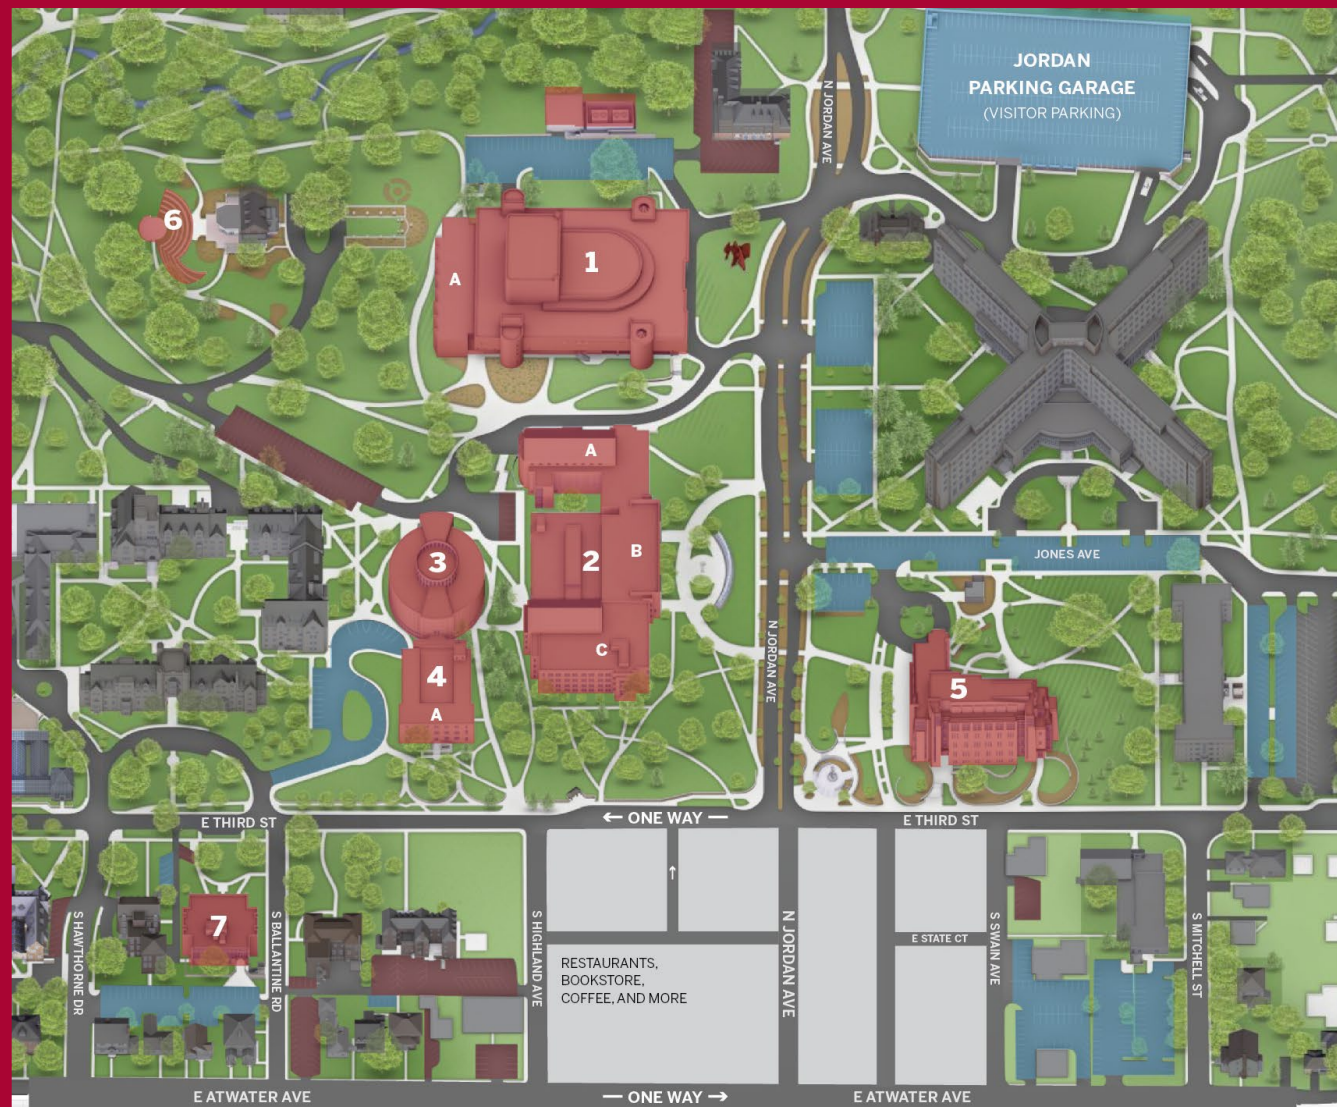 JORDAN
PARKING GARAGE
(VISITOR PARKING)
N JORDAN AVE
6
1
A
A
2
B
3
JONES AVE
C
N JORDAN AVE
4
A
5
E THIRD ST
← ONE WAY —
E THIRD ST
↑
7
S HAWTHORNE DR
S BALLANTINE RD
S HIGHLAND AVE
N JORDAN AVE
E STATE CT
S SWAIN AVE
S MITCHELL ST
RESTAURANTS,
BOOKSTORE,
COFFEE, AND MORE
E ATWATER AVE
— ONE WAY →
E ATWATER AVE